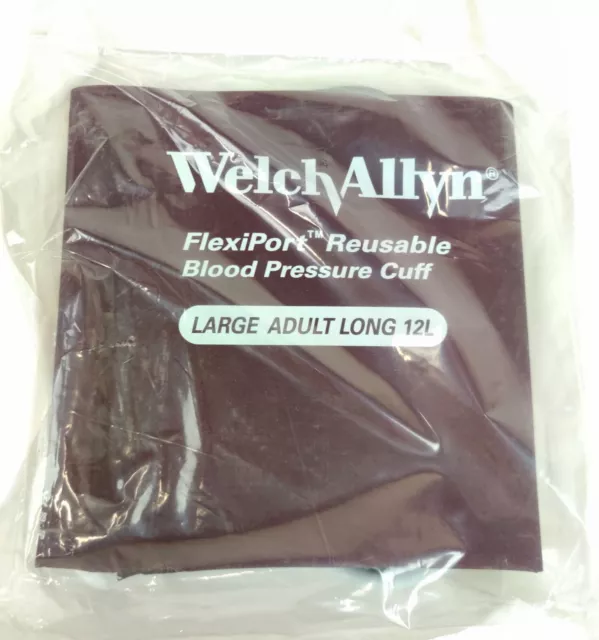 WelchAllyn®
FlexiPort™ Reusable
Blood Pressure Cuff
LARGE ADULT LONG 12L